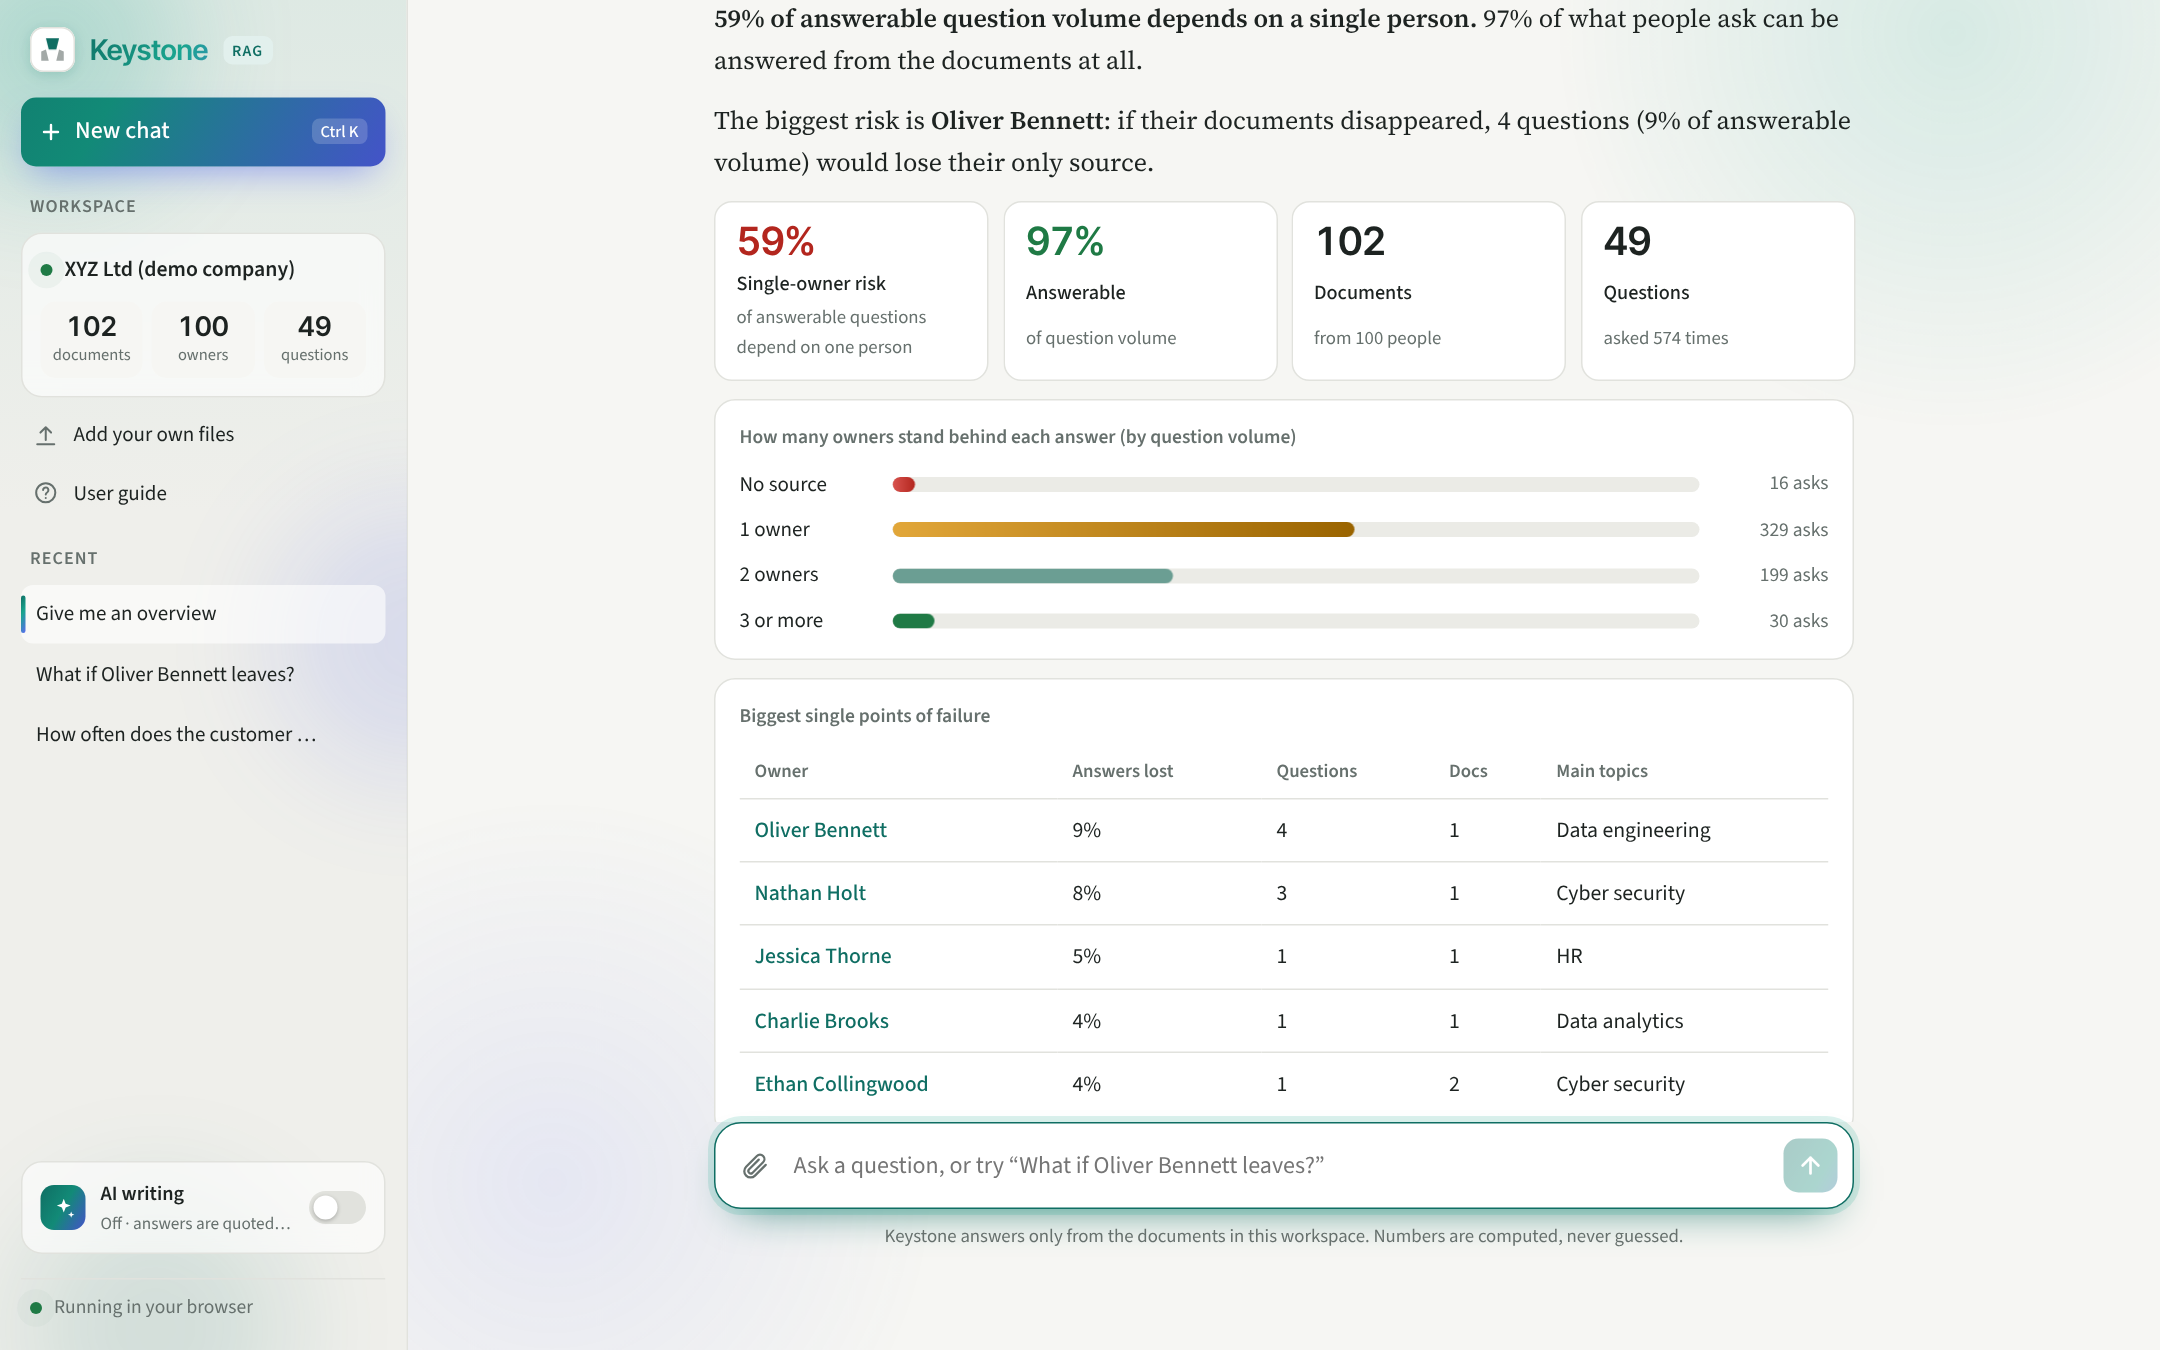 Keystone RAG
New chat Ctrl K
WORKSPACE
XYZ Ltd (demo company)
102 100 49
documents owners questions
Add your own files
User guide
RECENT
Give me an overview
What if Oliver Bennett leaves?
How often does the customer …
AI writing
Off · answers are quoted…
Running in your browser
59% of answerable question volume depends on a single person. 97% of what people ask can be
answered from the documents at all.
The biggest risk is Oliver Bennett: if their documents disappeared, 4 questions (9% of answerable
volume) would lose their only source.
59% 97% 102 49
Single-owner risk Answerable Documents Questions
of answerable questions
depend on one person
of question volume from 100 people asked 574 times
How many owners stand behind each answer (by question volume)
No source 16 asks
1 owner 329 asks
2 owners 199 asks
3 or more 30 asks
Biggest single points of failure
Owner Answers lost Questions Docs Main topics
Oliver Bennett 9% 4 1 Data engineering
Nathan Holt 8% 3 1 Cyber security
Jessica Thorne 5% 1 1 HR
Charlie Brooks 4% 1 1 Data analytics
Ethan Collingwood 4% 1 2 Cyber security
Ask a question, or try “What if Oliver Bennett leaves?”
Keystone answers only from the documents in this workspace. Numbers are computed, never guessed.